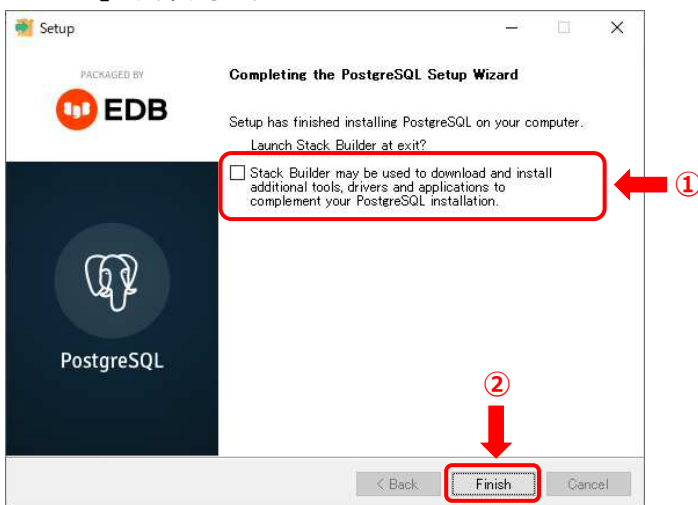 Setup
PACKAGED BY
EDB
Completing the PostgreSQL Setup Wizard
Setup has finished installing PostgreSQL on your computer.
Launch Stack Builder at exit?
Stack Builder may be used to download and install
additional tools, drivers and applications to
complement your PostgreSQL installation.
①
PostgreSQL
②
< Back
Finish
Cancel